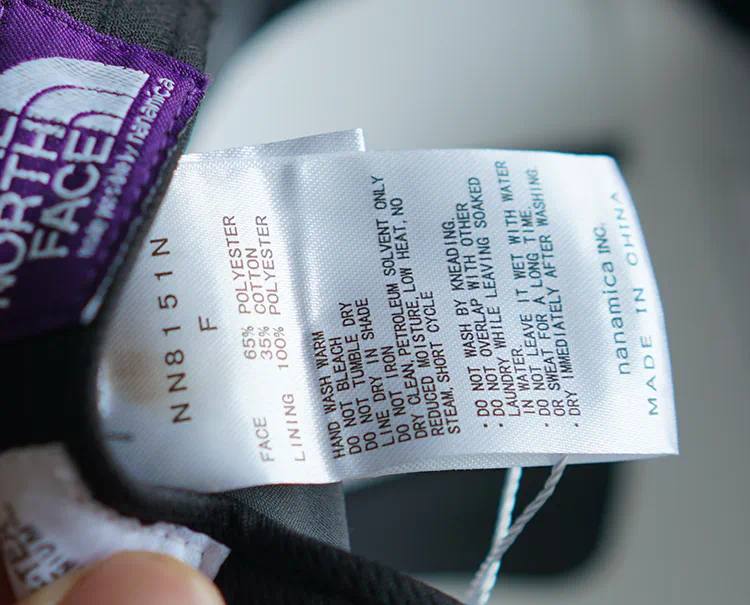 NORTH
FACE
made possible by nanamica
NN8151N
F
FACE 65% POLYESTER
35% COTTON
LINING 100% POLYESTER
HAND WASH WARM
DO NOT BLEACH
DO NOT TUMBLE DRY
LINE DRY IN SHADE
LOW IRON
DO NOT CLEAN, PETROLEUM SOLVENT ONLY
DRY CLEAN, PETROLEUM SOLVENT ONLY
REDUCED MOISTURE, LOW HEAT, NO
STEAM, SHORT CYCLE
・DO NOT WASH BY KNEADING.
・DO NOT OVERLAP WITH OTHER
・LAUNDRY WHILE LEAVING SOAKED
IN WATER.
・DO NOT LEAVE IT WET WITH WATER
OR SWEAT FOR A LONG TIME.
・DRY IMMEDIATELY AFTER WASHING
nanamica INC.
MADE IN CHINA